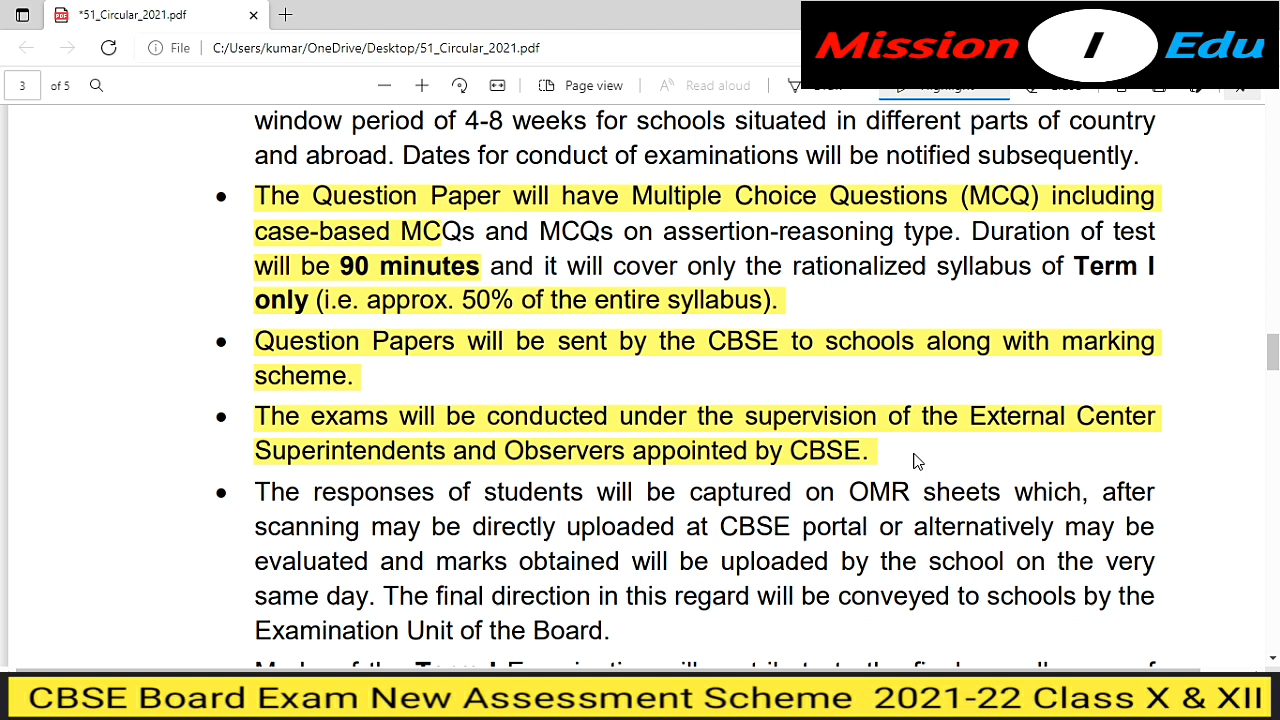 *51_Circular_2021.pdf
File C:/Users/kumar/OneDrive/Desktop/51_Circular_2021.pdf
Mission I Edu
3 of 5 Page view Read aloud
window period of 4-8 weeks for schools situated in different parts of country
and abroad. Dates for conduct of examinations will be notified subsequently.
• The Question Paper will have Multiple Choice Questions (MCQ) including
case-based MCQs and MCQs on assertion-reasoning type. Duration of test
will be 90 minutes and it will cover only the rationalized syllabus of Term I
only (i.e. approx. 50% of the entire syllabus).
• Question Papers will be sent by the CBSE to schools along with marking
scheme.
• The exams will be conducted under the supervision of the External Center
Superintendents and Observers appointed by CBSE.
• The responses of students will be captured on OMR sheets which, after
scanning may be directly uploaded at CBSE portal or alternatively may be
evaluated and marks obtained will be uploaded by the school on the very
same day. The final direction in this regard will be conveyed to schools by the
Examination Unit of the Board.
CBSE Board Exam New Assessment Scheme 2021-22 Class X & XII